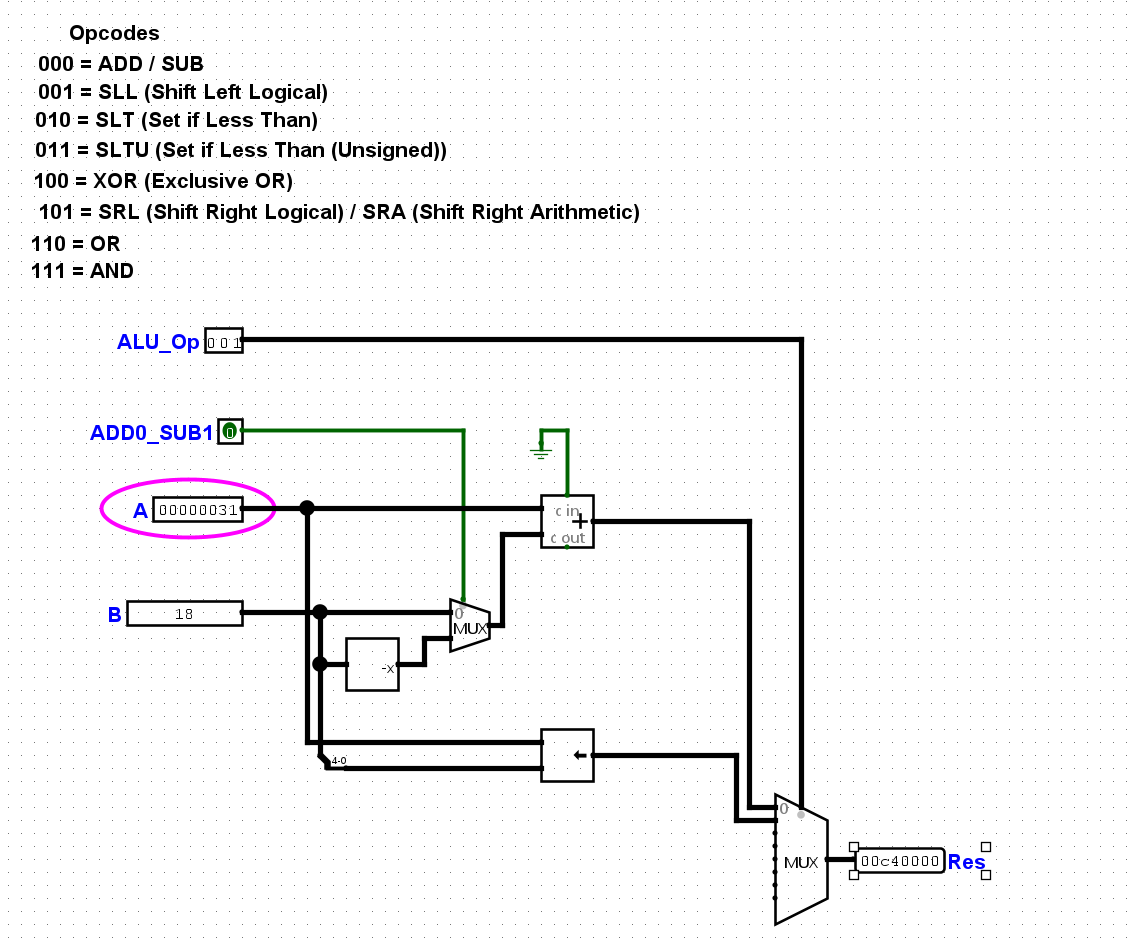 Opcodes
000 = ADD / SUB
001 = SLL (Shift Left Logical)
010 = SLT (Set if Less Than)
011 = SLTU (Set if Less Than (Unsigned))
100 = XOR (Exclusive OR)
101 = SRL (Shift Right Logical) / SRA (Shift Right Arithmetic)
110 = OR
111 = AND
ALU_Op 0 0 1
ADD0_SUB1 0
A 00000031
c in
+
c out
B 18
0
MUX
-x
4-0
0
MUX
00c40000 Res